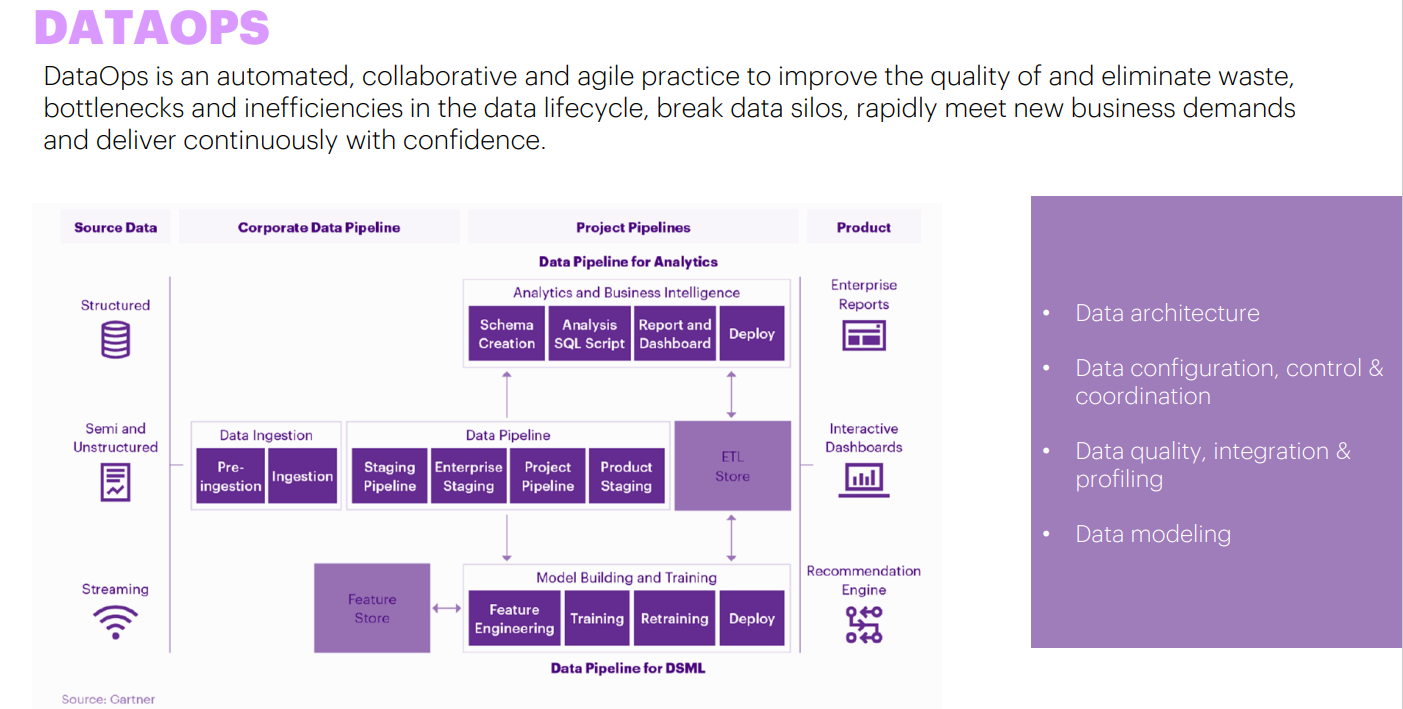 DATAOPS
DataOps is an automated, collaborative and agile practice to improve the quality of and eliminate waste,
bottlenecks and inefficiencies in the data lifecycle, break data silos, rapidly meet new business demands
and deliver continuously with confidence.
Source Data
Corporate Data Pipeline
Project Pipelines
Product
Data Pipeline for Analytics
Structured
Analytics and Business Intelligence
Schema
Creation
Analysis
SQL Script
Report and
Dashboard
Deploy
Enterprise
Reports
Semi and
Unstructured
Data Ingestion
Pre-
ingestion
Ingestion
Data Pipeline
Staging
Pipeline
Enterprise
Staging
Project
Pipeline
Product
Staging
ETL
Store
Interactive
Dashboards
Streaming
Feature
Store
Model Building and Training
Feature
Engineering
Training
Retraining
Deploy
Recommendation
Engine
Data Pipeline for DSML
Source: Gartner
• Data architecture
• Data configuration, control &
coordination
• Data quality, integration &
profiling
• Data modeling